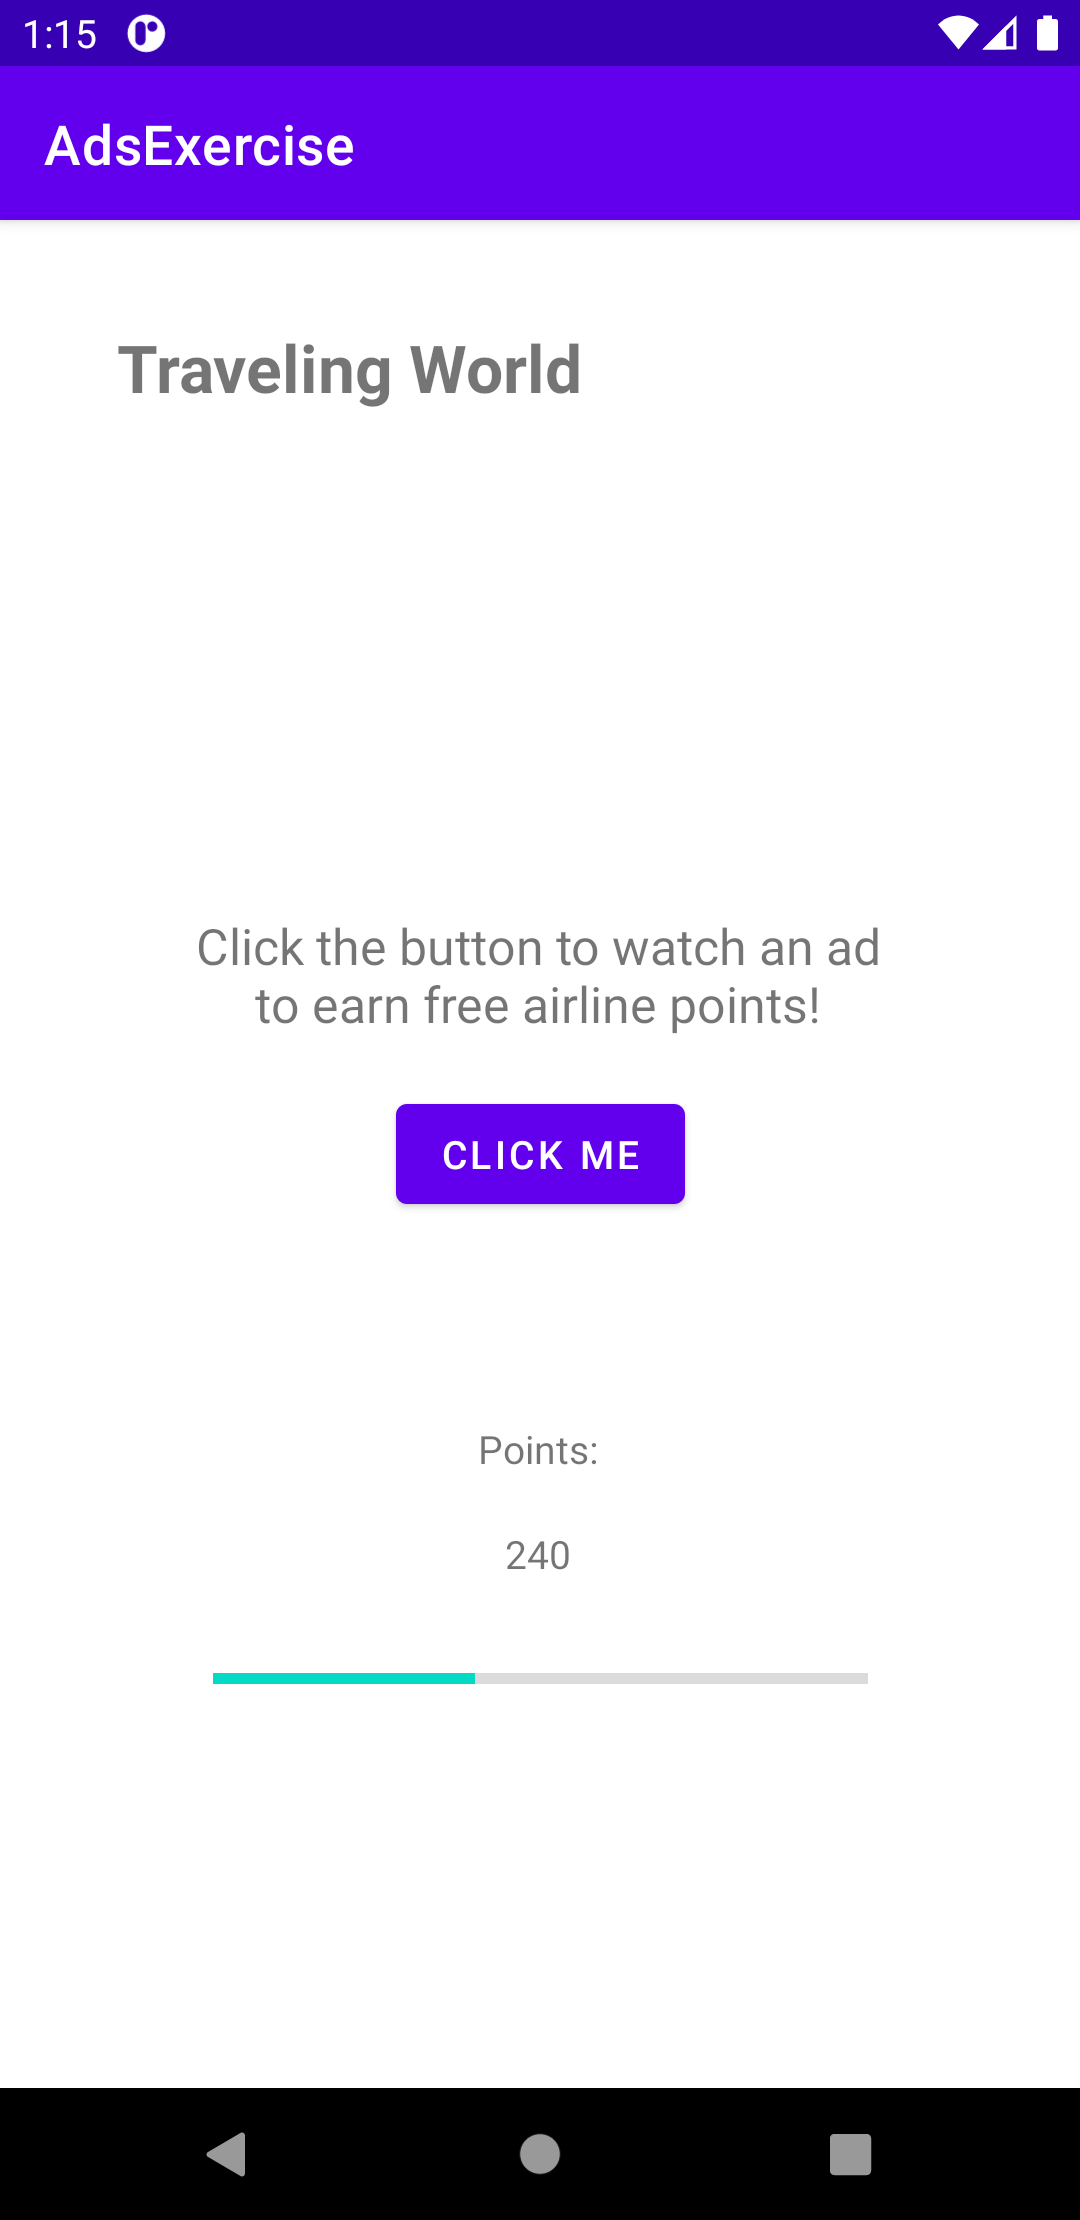 1:15
AdsExercise
Traveling World
Click the button to watch an ad
to earn free airline points!
CLICK ME
Points:
240